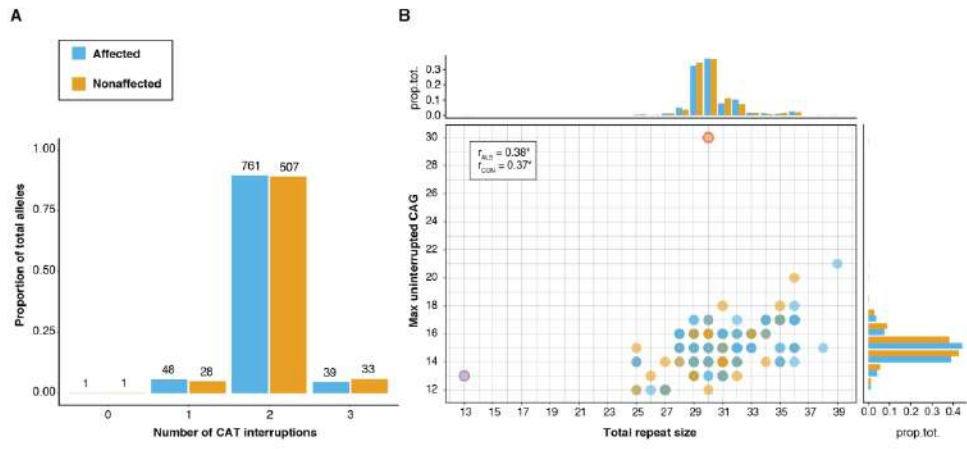 A
B
Affected
Nonaffected
Proportion of total alleles
1.00
0.75
0.50
0.25
0.00
1
1
48
28
761
507
39
33
0
1
2
3
Number of CAT interruptions
prop.tot.
0.3
0.2
0.1
0.0
Max uninterrupted CAG
30
28
26
24
22
20
18
16
14
12
r_ALS = 0.38*
r_CON = 0.37*
13 15 17 19 21 23 25 27 29 31 33 35 37 39
Total repeat size
0.0 0.1 0.2 0.3 0.4
prop.tot.